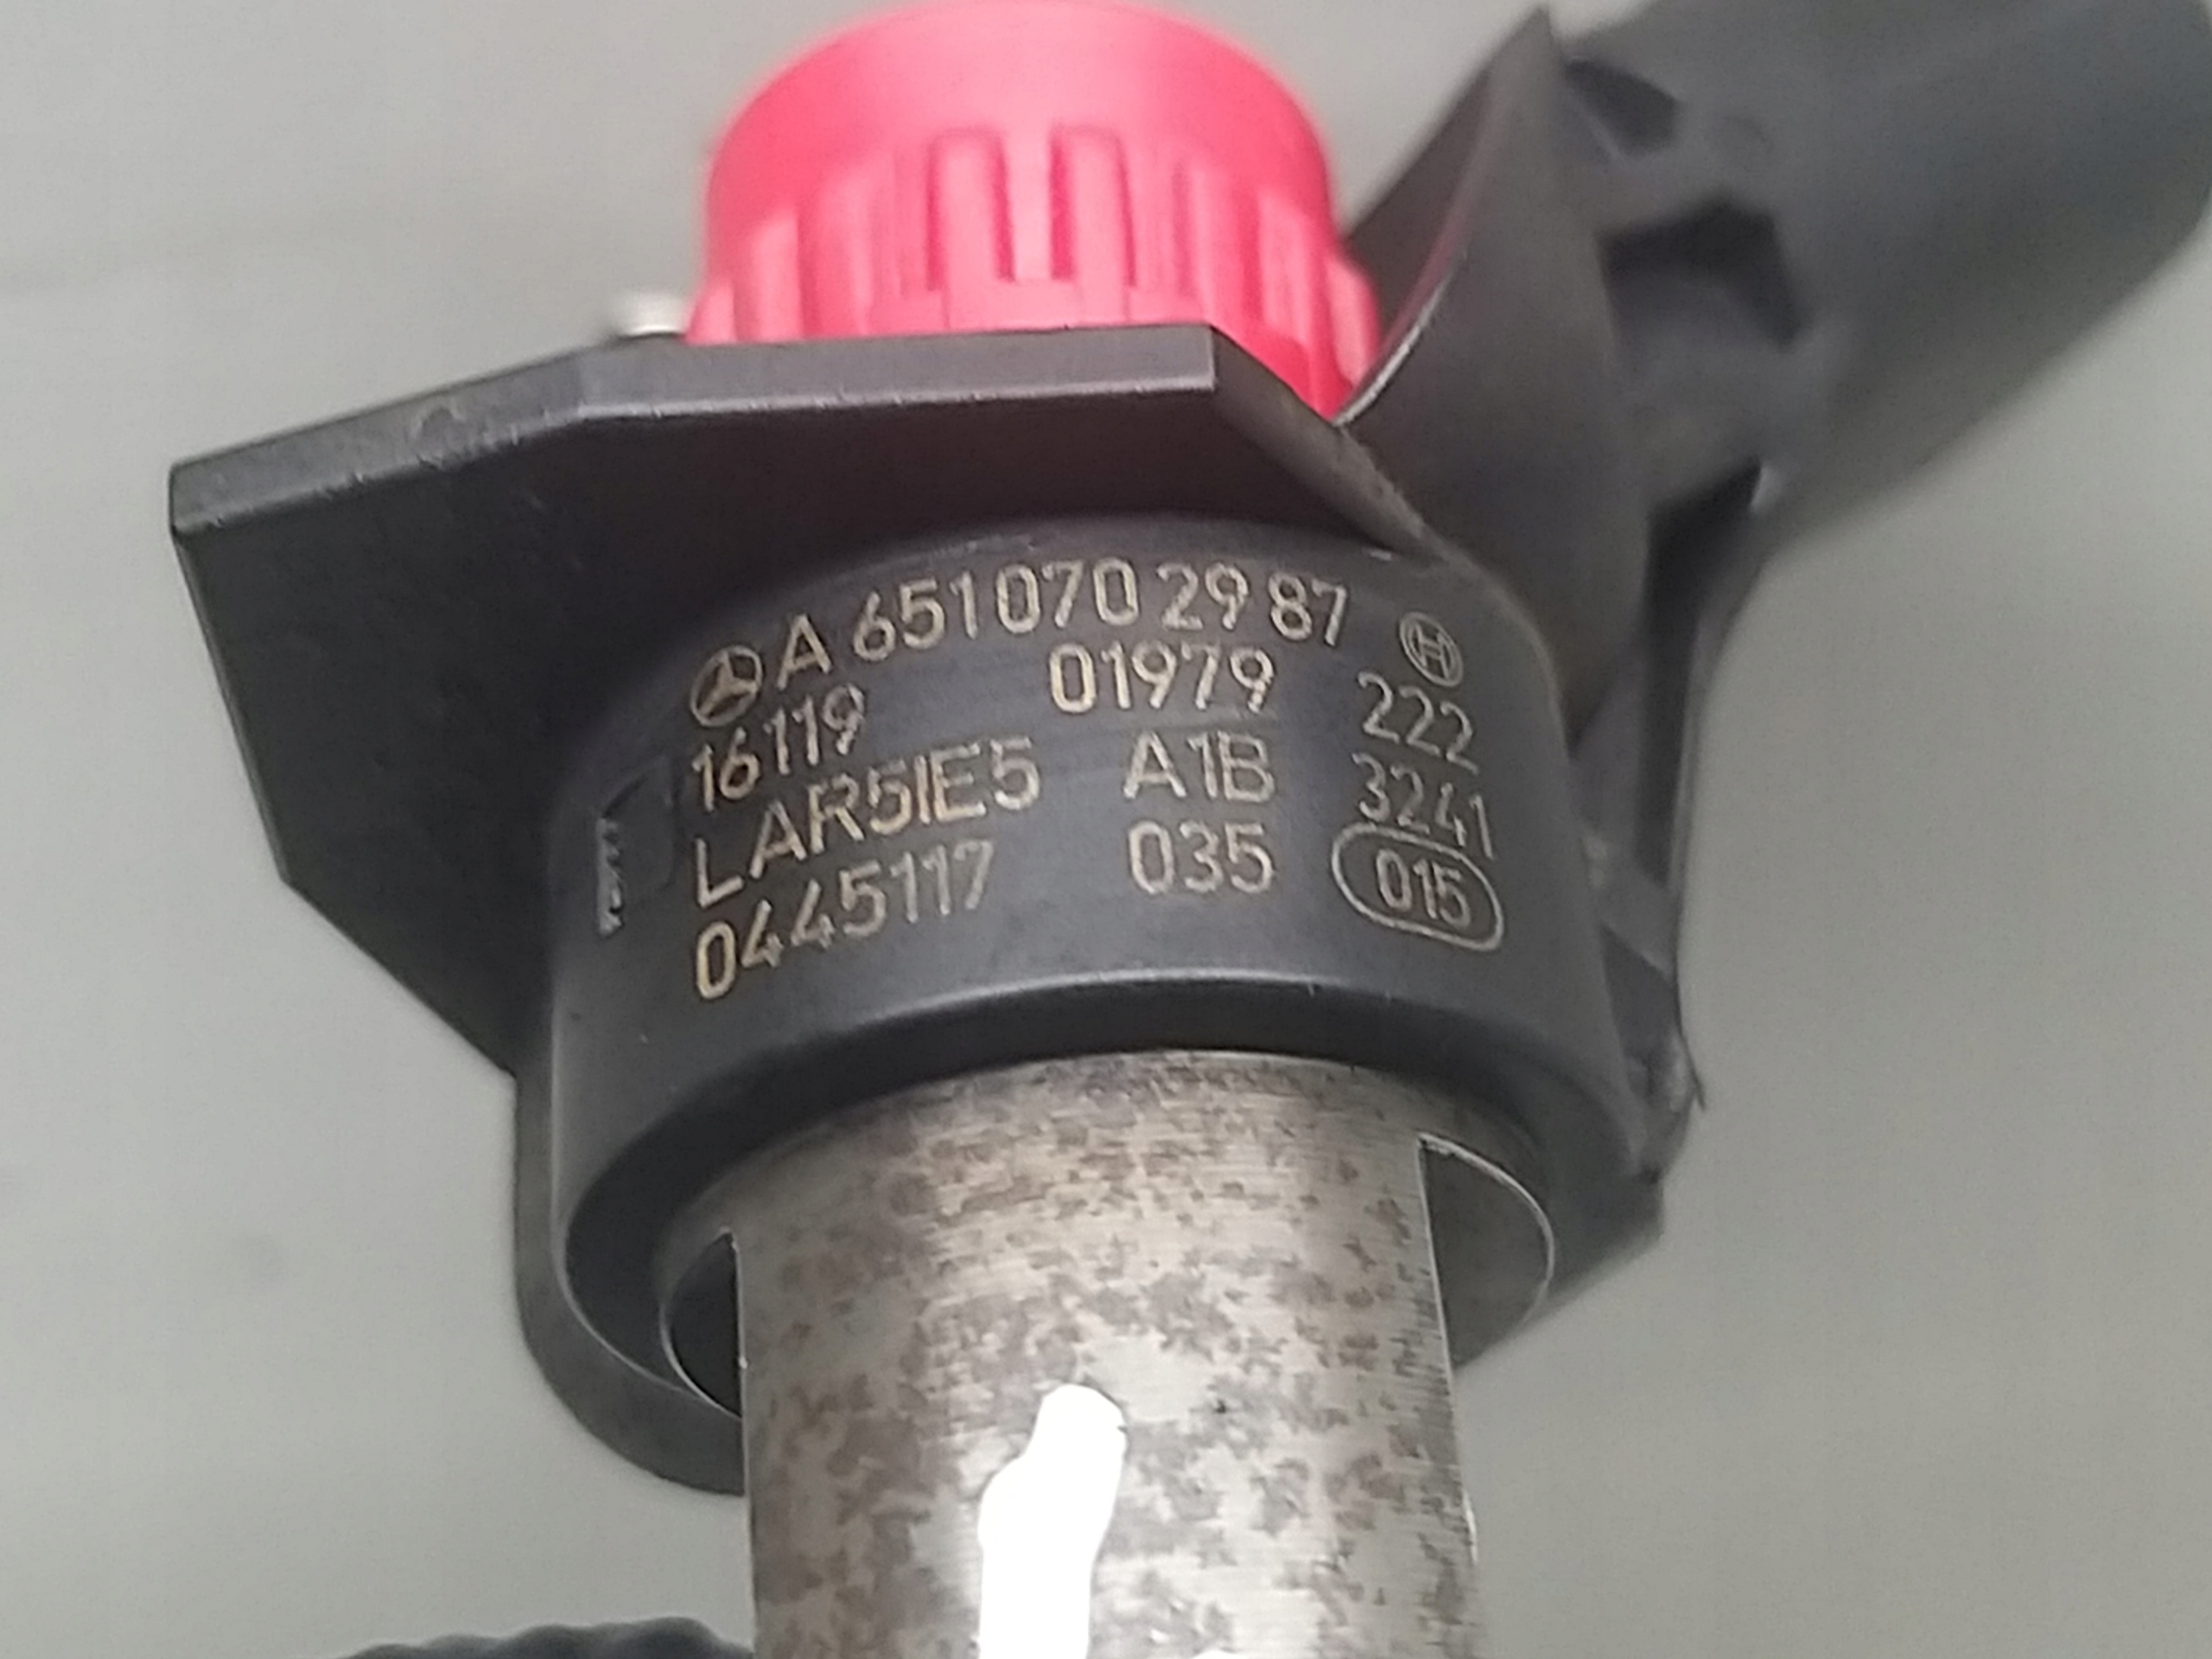 A 651 070 29 87
16119 01979 222
LAR5IE5 A1B 3241
0445117 035 015